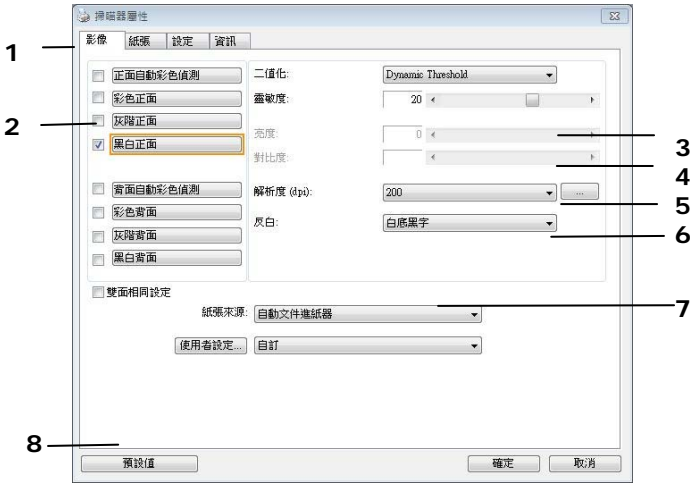 掃瞄器屬性
影像 紙張 設定 資訊
1
正面自動彩色偵測
彩色正面
2
灰階正面
黑白正面
背面自動彩色偵測
彩色背面
灰階背面
黑白背面
二值化: Dynamic Threshold
靈敏度: 20
亮度: 0
3
對比度:
4
解析度 (dpi): 200 ...
5
反白: 白底黑字
6
雙面相同設定
紙張來源: 自動文件進紙器
7
使用者設定... 自訂
8
預設值 確定 取消